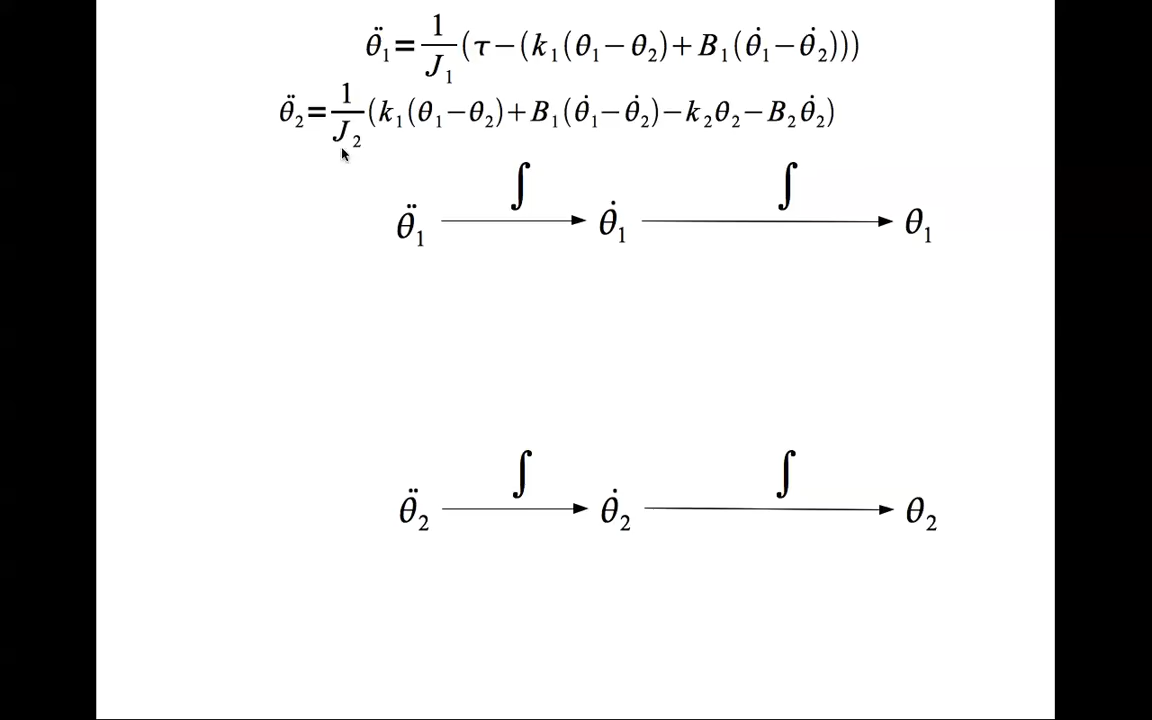 θ̈₁=1/J₁(τ−(k₁(θ₁−θ₂)+B₁(θ̇₁−θ̇₂)))
θ̈₂=1/J₂(k₁(θ₁−θ₂)+B₁(θ̇₁−θ̇₂)−k₂θ₂−B₂θ̇₂)
∫ ∫
θ̈₁ θ̇₁ θ₁
∫ ∫
θ̈₂ θ̇₂ θ₂